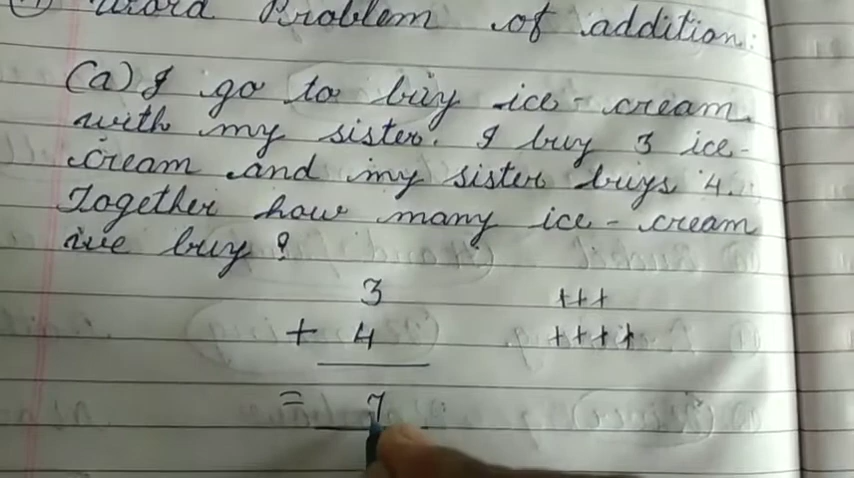 Word Problem of addition:
(a) I go to buy ice-cream
with my sister. I buy 3 ice-
cream and my sister buys 4.
Together how many ice-cream
we buy?
3 +++
+ 4 ++++
= 7